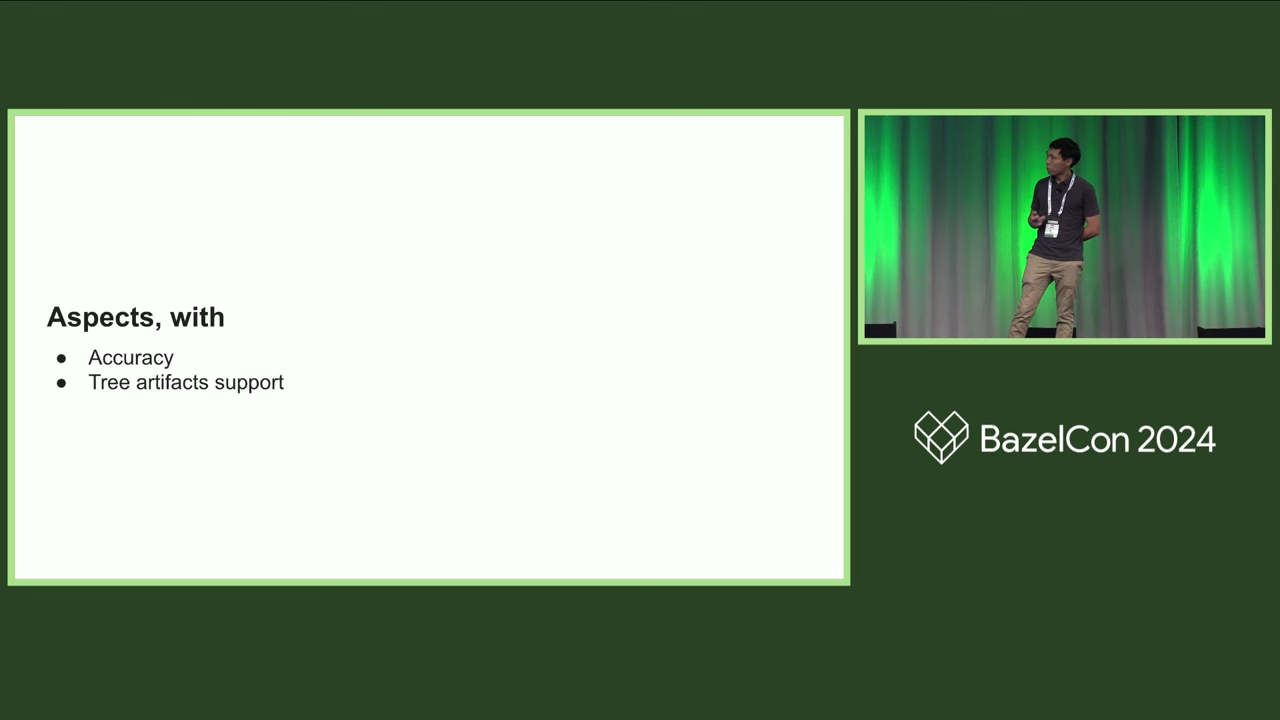 Aspects, with
● Accuracy
● Tree artifacts support
BazelCon 2024